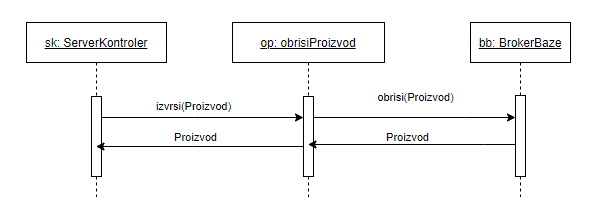 sk: ServerKontroler
op: obrisiProizvod
bb: BrokerBaze
izvrsi(Proizvod)
obrisi(Proizvod)
Proizvod
Proizvod